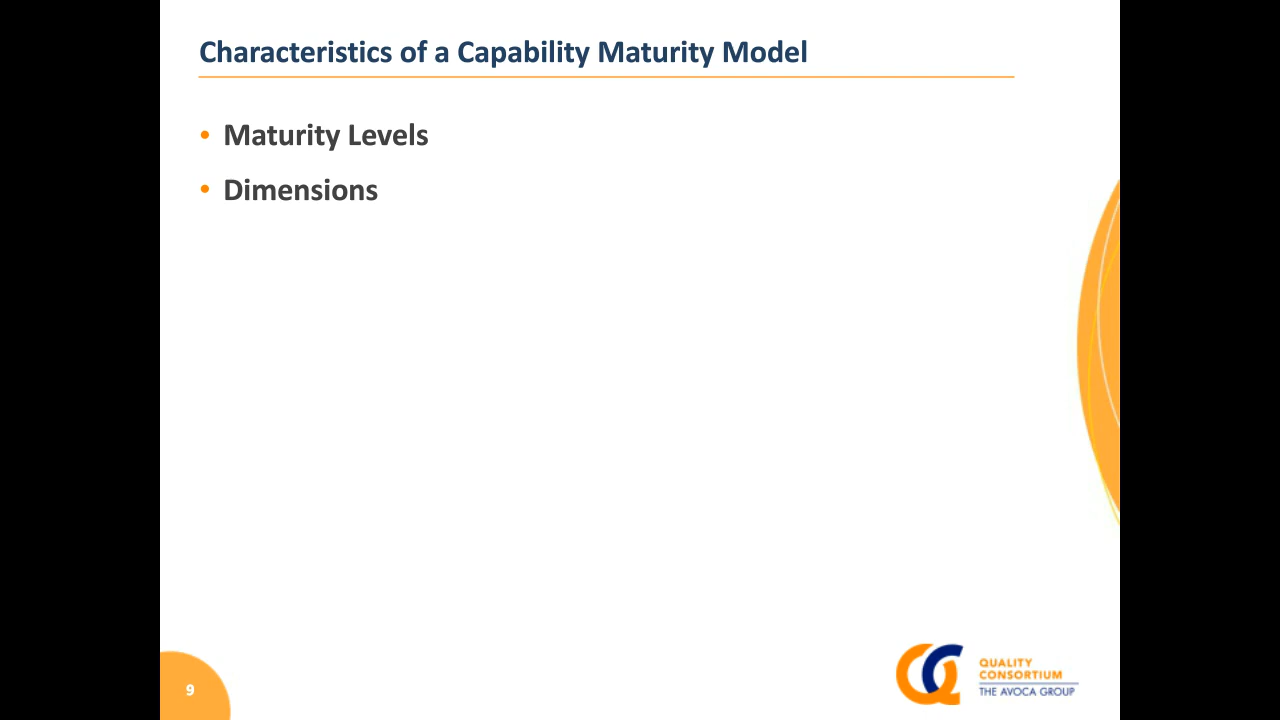 Characteristics of a Capability Maturity Model
• Maturity Levels
• Dimensions
9
QUALITY
CONSORTIUM
THE AVOCA GROUP